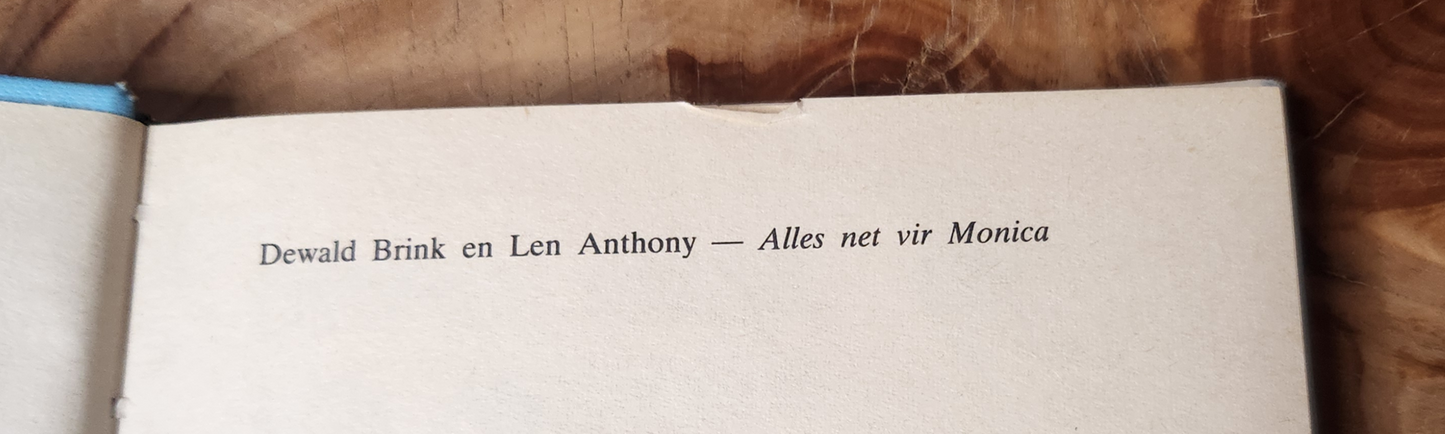 Dewald Brink en Len Anthony — Alles net vir Monica